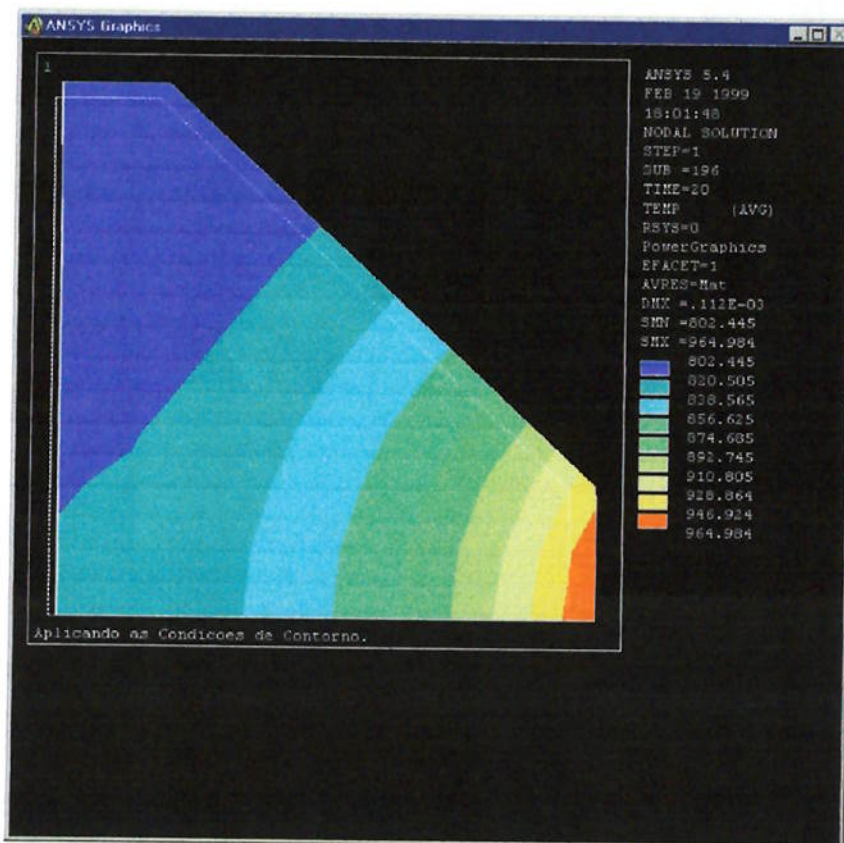 ANSYS Graphics
1
ANSYS 5.4
FEB 19 1999
18:01:48
NODAL SOLUTION
STEP=1
SUB =196
TIME=20
TEMP (AVG)
RSYS=0
PowerGraphics
EFACET=1
AVRES=Mat
DMX =.112E-03
SMN =802.445
SMX =964.984
802.445
820.505
838.565
856.625
874.685
892.745
910.805
928.864
946.924
964.984
Aplicando as Condicoes de Contorno.